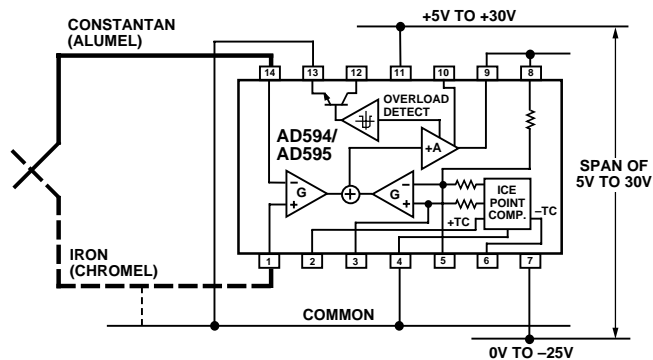 CONSTANTAN
(ALUMEL)
+5V TO +30V
14
13
12
11
10
9
8
OVERLOAD
DETECT
AD594/
AD595
+A
SPAN OF
5V TO 30V
G
–
+
G
–
+
ICE
POINT
COMP.
–TC
+TC
IRON
(CHROMEL)
1
2
3
4
5
6
7
COMMON
0V TO –25V